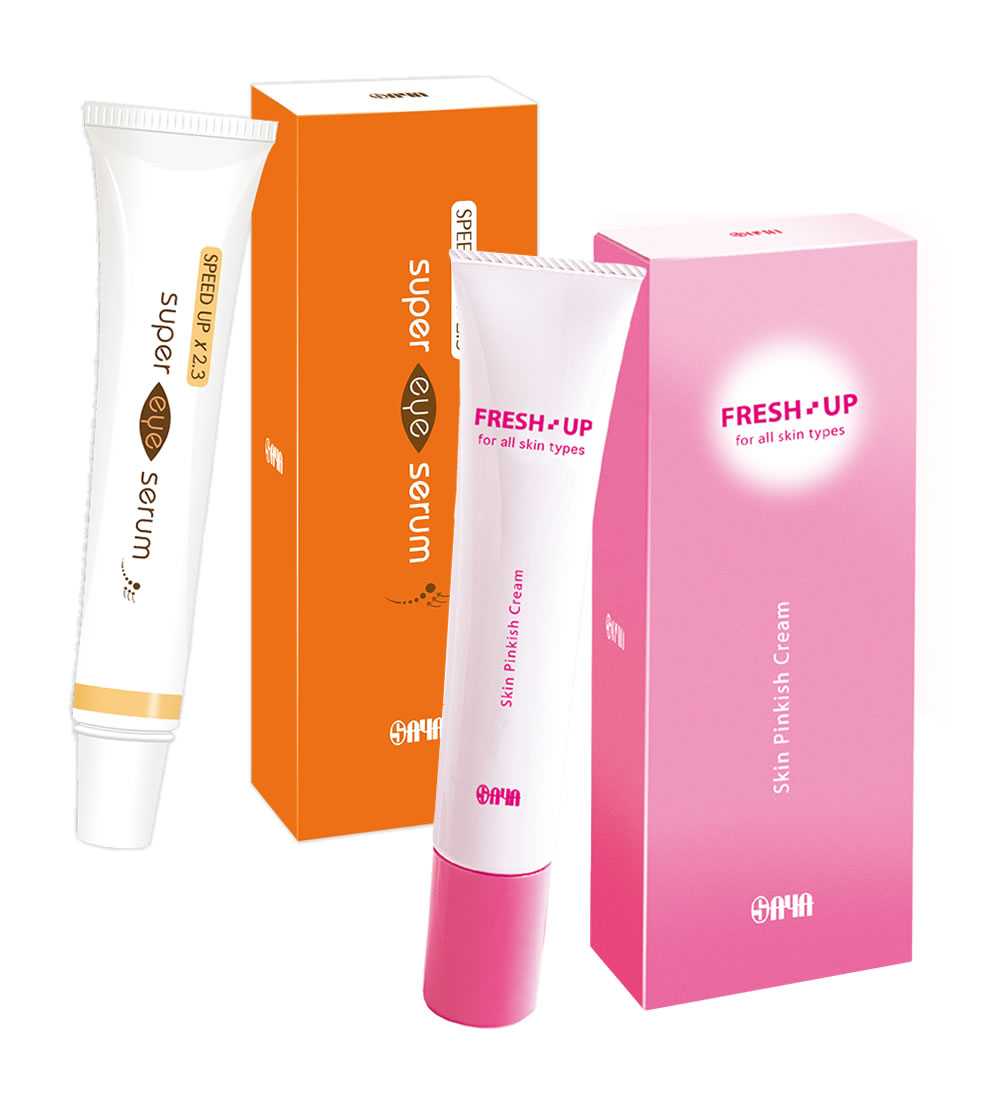 SPEED UP x 2.3
super eye serum
SAYA
SAYA
super eye serum
SAYA
FRESH UP
for all skin types
Skin Pinkish Cream
SAYA
SAYA
SAYA
FRESH UP
for all skin types
Skin Pinkish Cream
SAYA